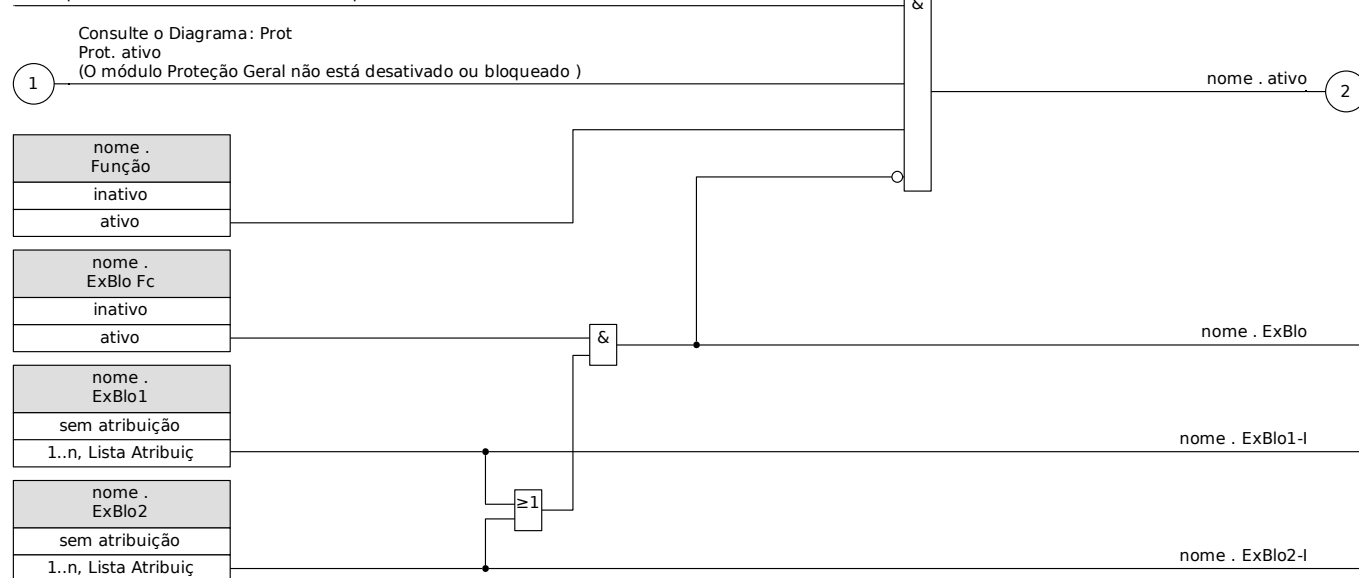 &
Consulte o Diagrama: Prot
Prot. ativo
(O módulo Proteção Geral não está desativado ou bloqueado )
1
nome . ativo
2
nome .
Função
inativo
ativo
nome .
ExBlo Fc
inativo
ativo
&
nome . ExBlo
nome .
ExBlo1
sem atribuição
1..n, Lista Atribuiç
nome . ExBlo1-I
≥1
nome .
ExBlo2
sem atribuição
1..n, Lista Atribuiç
nome . ExBlo2-I